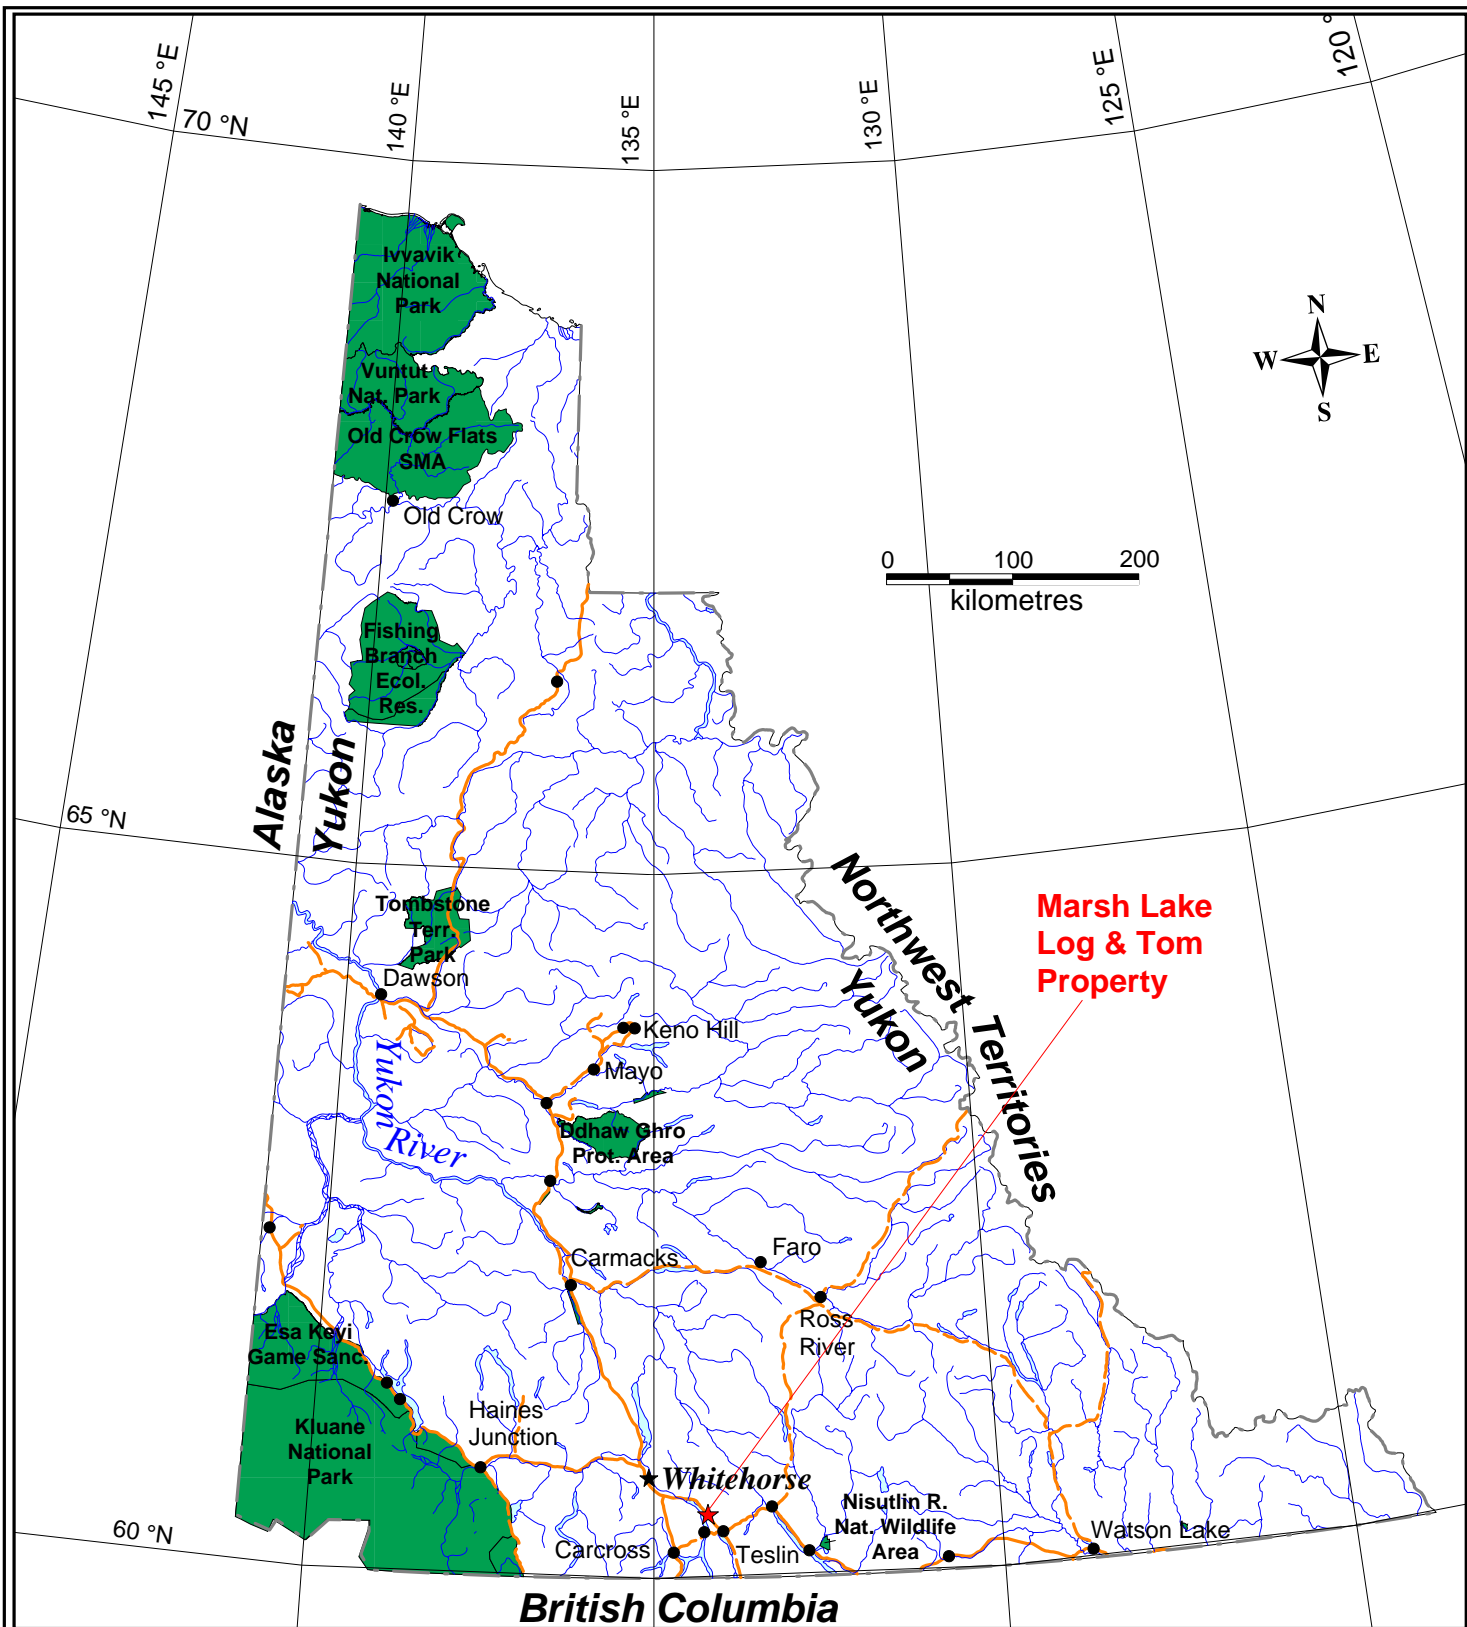 145 °E
140 °E
135 °E
130 °E
125 °E
120 °
70 °N
Ivvavik
National
Park
N
W E
S
Vuntut
Nat. Park
Old Crow Flats
SMA
Old Crow
0 100 200
kilometres
Fishing
Branch
Ecol.
Res.
Alaska
Yukon
65 °N
Northwest Territories
Yukon
Marsh Lake
Log & Tom
Property
Tombstone
Terr.
Park
Dawson
Keno Hill
Mayo
Yukon River
Ddhaw Ghro
Prot. Area
Carmacks
Faro
Ross
River
Esa Keyi
Game Sanc.
Kluane
National
Park
Haines
Junction
Whitehorse
Nisutlin R.
Nat. Wildlife
Area
60 °N
Carcross
Teslin
Watson Lake
British Columbia